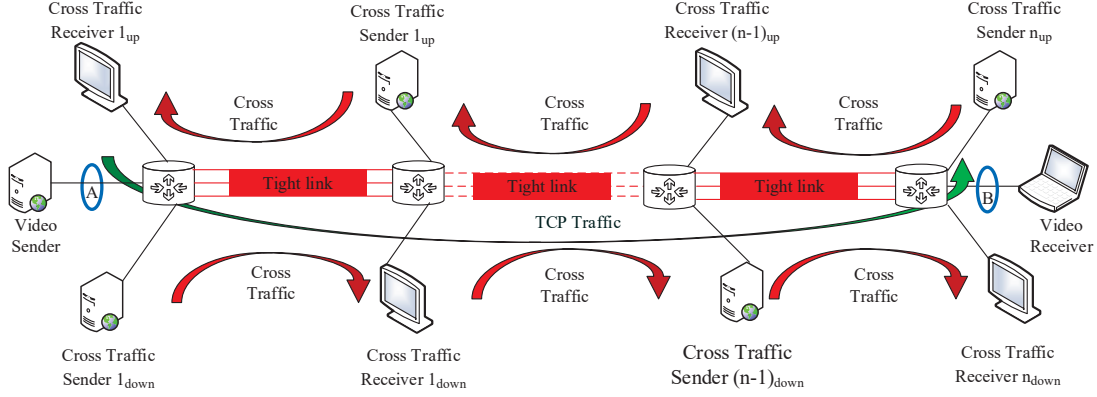 Cross Traffic
Receiver 1up
Cross Traffic
Sender 1up
Cross Traffic
Receiver (n-1)up
Cross Traffic
Sender nup
Cross
Traffic
Cross
Traffic
Cross
Traffic
A
Tight link
Tight link
Tight link
B
Video
Sender
TCP Traffic
Video
Receiver
Cross
Traffic
Cross
Traffic
Cross
Traffic
Cross Traffic
Sender 1down
Cross Traffic
Receiver 1down
Cross Traffic
Sender (n-1)down
Cross Traffic
Receiver ndown